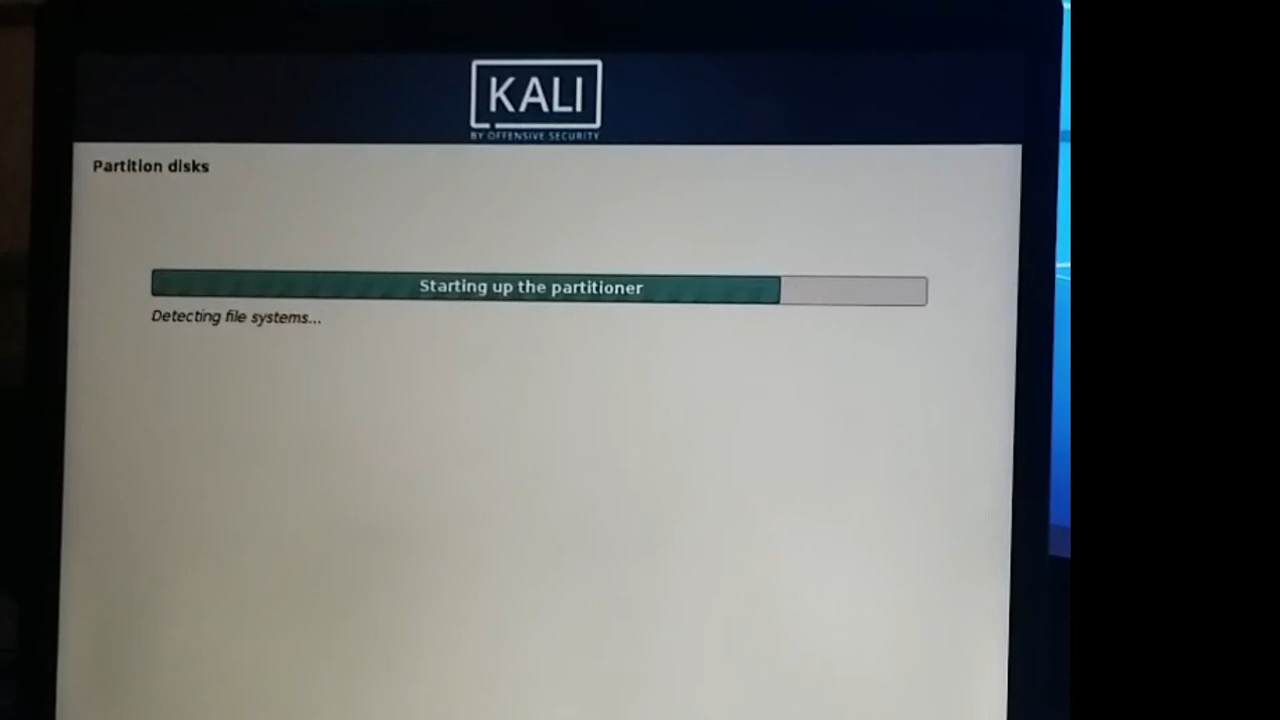 KALI
BY OFFENSIVE SECURITY
Partition disks
Starting up the partitioner
Detecting file systems...